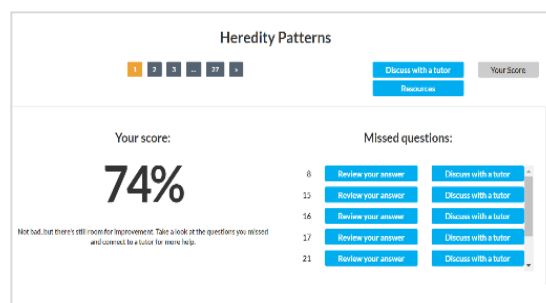 Heredity Patterns
1 2 3 ... 27 >
Discuss with a tutor
Your Score
Resources
Your score:
74%
Not bad, but there's still room for improvement. Take a look at the questions you missed
and connect to a tutor for more help.
Missed questions:
8 Review your answer Discuss with a tutor
15 Review your answer Discuss with a tutor
16 Review your answer Discuss with a tutor
17 Review your answer Discuss with a tutor
21 Review your answer Discuss with a tutor